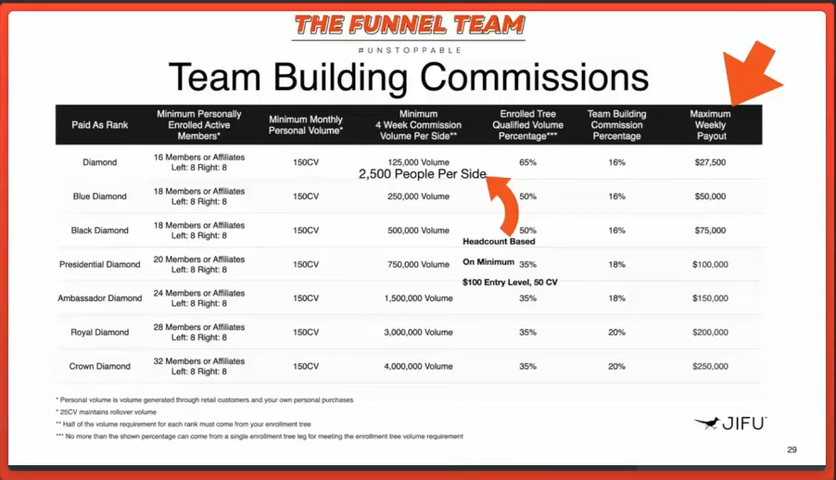 THE FUNNEL TEAM
#UNSTOPPABLE
Team Building Commissions
Paid As Rank
Minimum Personally
Enrolled Active
Members*
Minimum Monthly
Personal Volume*
Minimum
4 Week Commission
Volume Per Side**
Enrolled Tree
Qualified Volume
Percentage***
Team Building
Commission
Percentage
Maximum
Weekly
Payout
Diamond
16 Members or Affiliates
Left: 8 Right: 8
150CV
125,000 Volume
65%
16%
$27,500
2,500 People Per Side
Blue Diamond
18 Members or Affiliates
Left: 8 Right: 8
150CV
250,000 Volume
50%
16%
$50,000
Black Diamond
18 Members or Affiliates
Left: 8 Right: 8
150CV
500,000 Volume
50%
16%
$75,000
Headcount Based
On Minimum
$100 Entry Level, 50 CV
Presidential Diamond
20 Members or Affiliates
Left: 8 Right: 8
150CV
750,000 Volume
35%
18%
$100,000
Ambassador Diamond
24 Members or Affiliates
Left: 8 Right: 8
150CV
1,500,000 Volume
35%
18%
$150,000
Royal Diamond
28 Members or Affiliates
Left: 8 Right: 8
150CV
3,000,000 Volume
35%
20%
$200,000
Crown Diamond
32 Members or Affiliates
Left: 8 Right: 8
150CV
4,000,000 Volume
35%
20%
$250,000
* Personal volume is volume generated through retail customers and your own personal purchases
* 25CV maintains rollover volume
** Half of the volume requirement for each rank must come from your enrollment tree
*** No more than the shown percentage can come from a single enrollment tree leg for meeting the enrollment tree volume requirement
JIFU
29